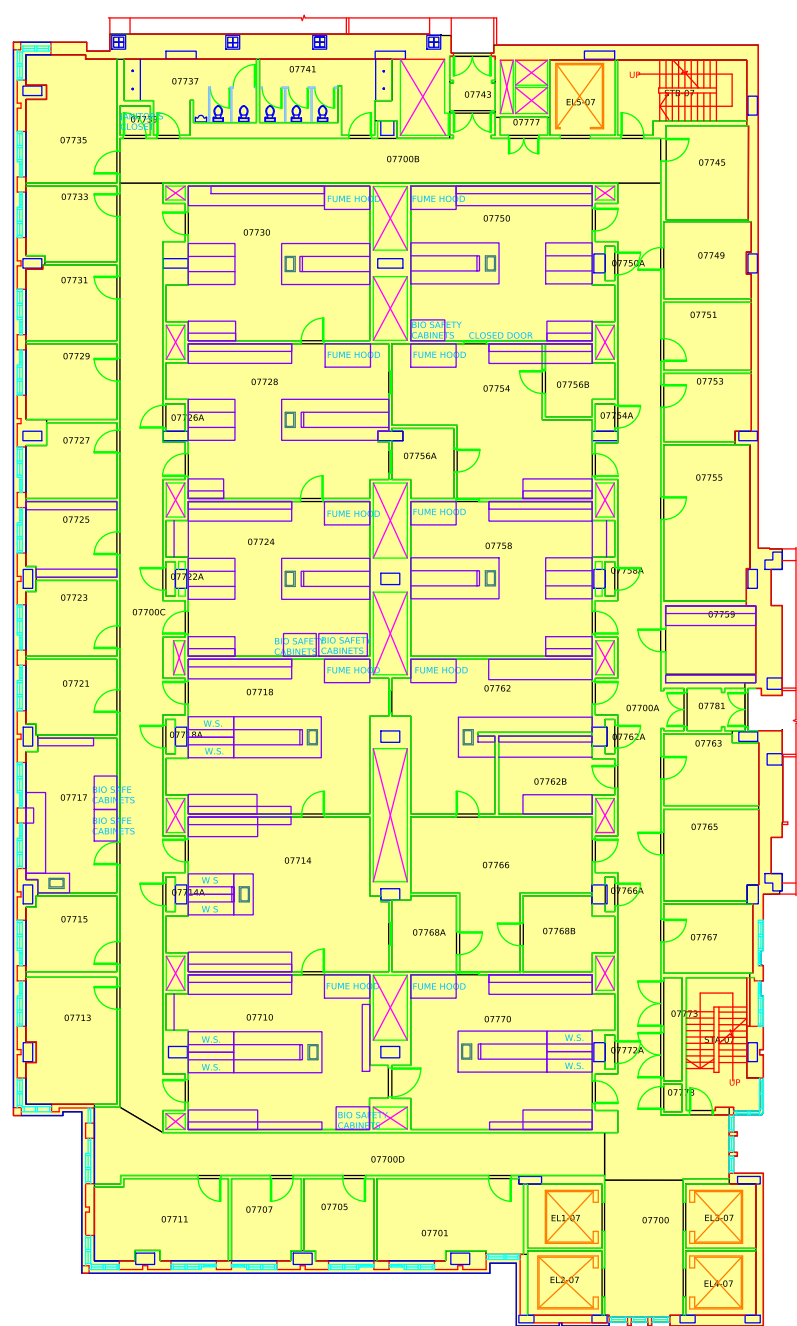 07737
07741
UP
STB-07
07743
EL5-07
07777
07735
07700B
07745
07733
FUME HOOD
FUME HOOD
07730
07750
07749
07750A
07731
07751
BIO SAFETY
CABINETS
CLOSED DOOR
07729
FUME HOOD
FUME HOOD
07728
07754
07756B
07753
07726A
07754A
07727
07756A
07755
07725
FUME HOOD
FUME HOOD
07724
07758
07722A
07758A
07723
07700C
07759
BIO SAFETY
CABINETS
BIO SAFETY
CABINETS
07721
FUME HOOD
FUME HOOD
07718
07762
07700A
07781
W.S.
07718A
W.S.
07762A
07763
07717
BIO SAFE
CABINETS
BIO SAFE
CABINETS
07762B
07765
07714
07766
W S
07714A
W S
07766A
07715
07768A
07768B
07767
FUME HOOD
FUME HOOD
07713
07710
07770
07773
W.S.
W.S.
W.S.
W.S.
07772A
STA-07
UP
07778
BIO SAFETY
CABINETS
07700D
07711
07707
07705
07701
EL1-07
07700
EL3-07
EL2-07
EL4-07